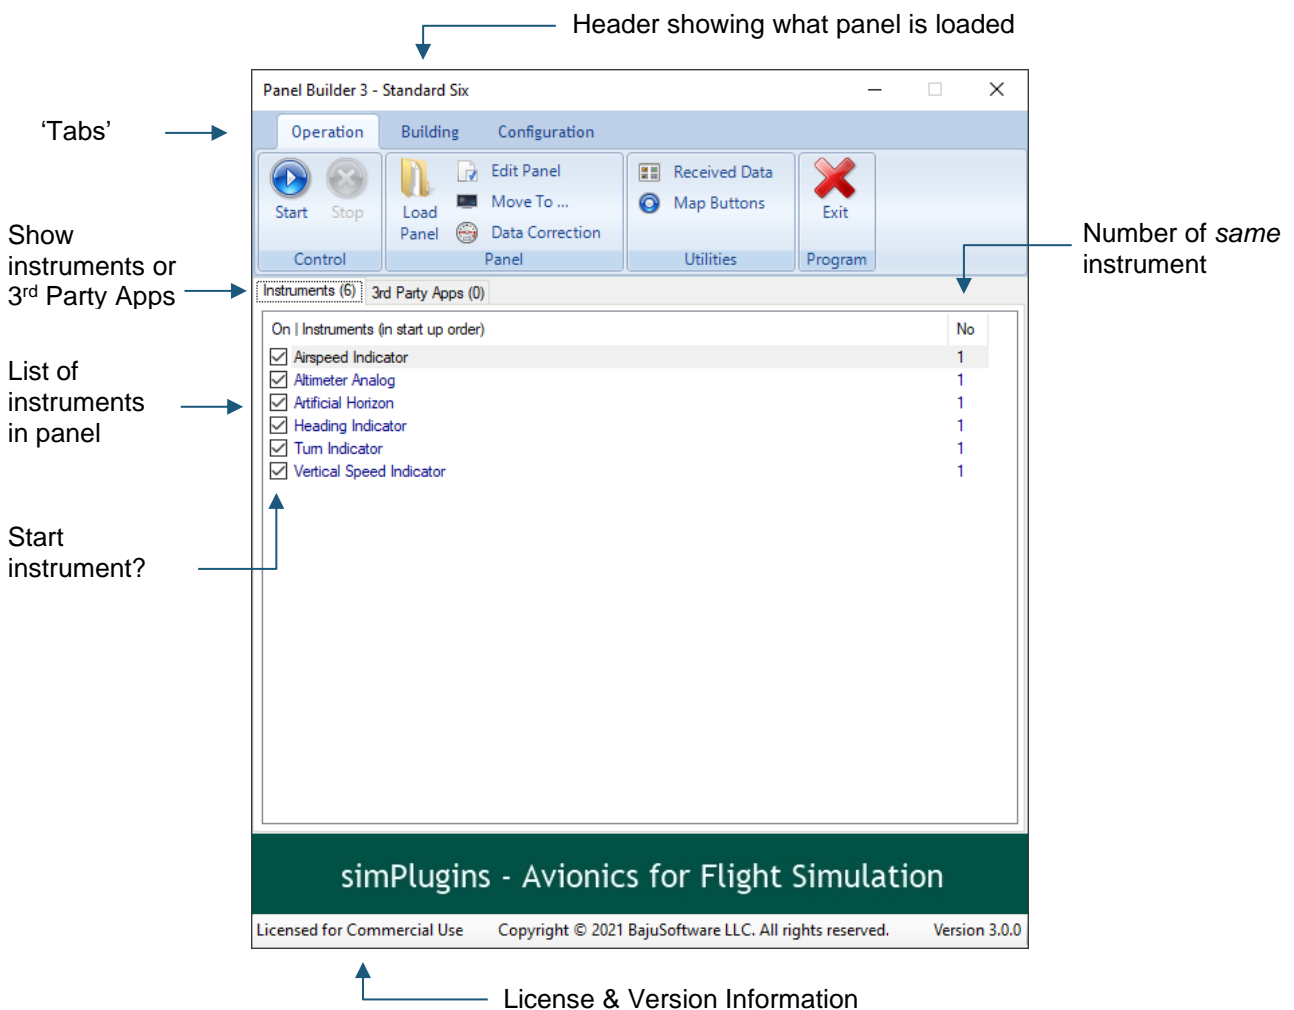 Header showing what panel is loaded
Panel Builder 3 - Standard Six
‘Tabs’
Operation Building Configuration
Start Stop
Control
Load
Panel
Edit Panel
Move To ...
Data Correction
Panel
Received Data
Map Buttons
Utilities
Exit
Program
Show
instruments or
3rd Party Apps
Number of same
instrument
Instruments (6) 3rd Party Apps (0)
On | Instruments (in start up order) No
Airspeed Indicator 1
Altimeter Analog 1
Artificial Horizon 1
Heading Indicator 1
Turn Indicator 1
Vertical Speed Indicator 1
List of
instruments
in panel
Start
instrument?
simPlugins - Avionics for Flight Simulation
Licensed for Commercial Use Copyright © 2021 BajuSoftware LLC. All rights reserved. Version 3.0.0
License & Version Information